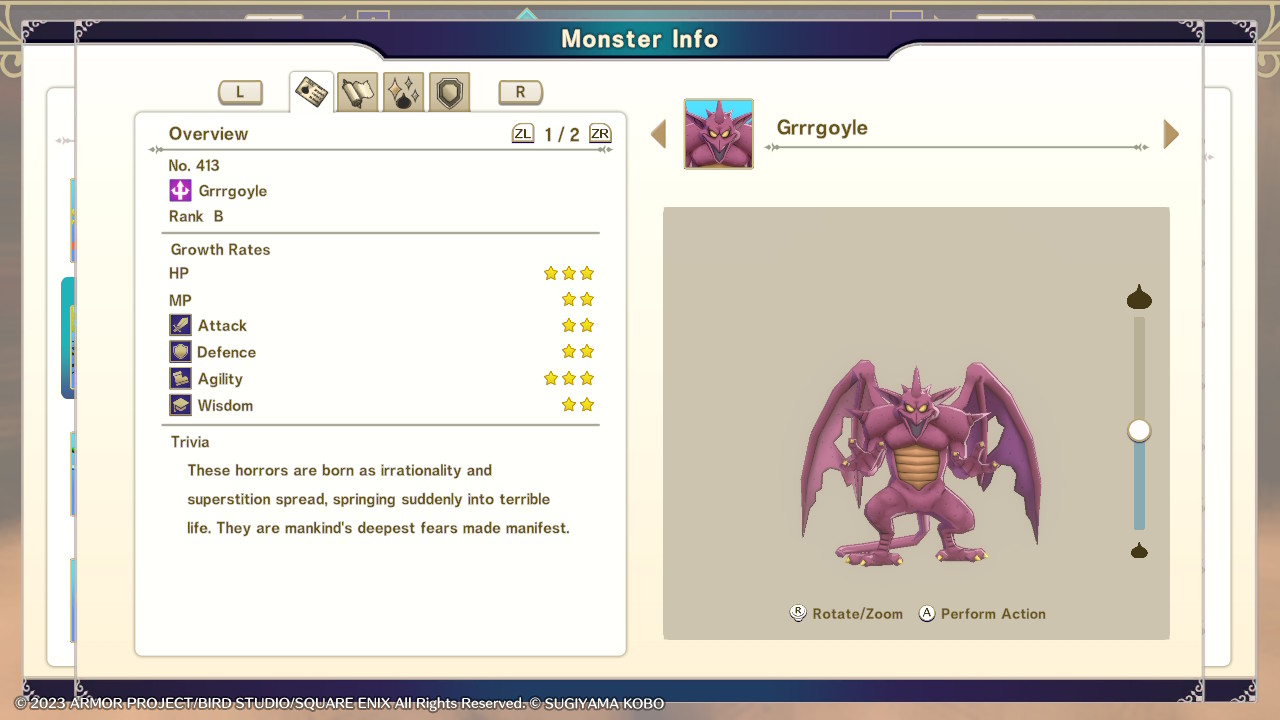 Monster Info
L
R
Overview
ZL 1 / 2 ZR
No. 413
Grrrgoyle
Rank B
Growth Rates
HP
MP
Attack
Defence
Agility
Wisdom
Trivia
These horrors are born as irrationality and
superstition spread, springing suddenly into terrible
life. They are mankind's deepest fears made manifest.
Grrrgoyle
R Rotate/Zoom A Perform Action
© 2023 ARMOR PROJECT/BIRD STUDIO/SQUARE ENIX All Rights Reserved. © SUGIYAMA KOBO